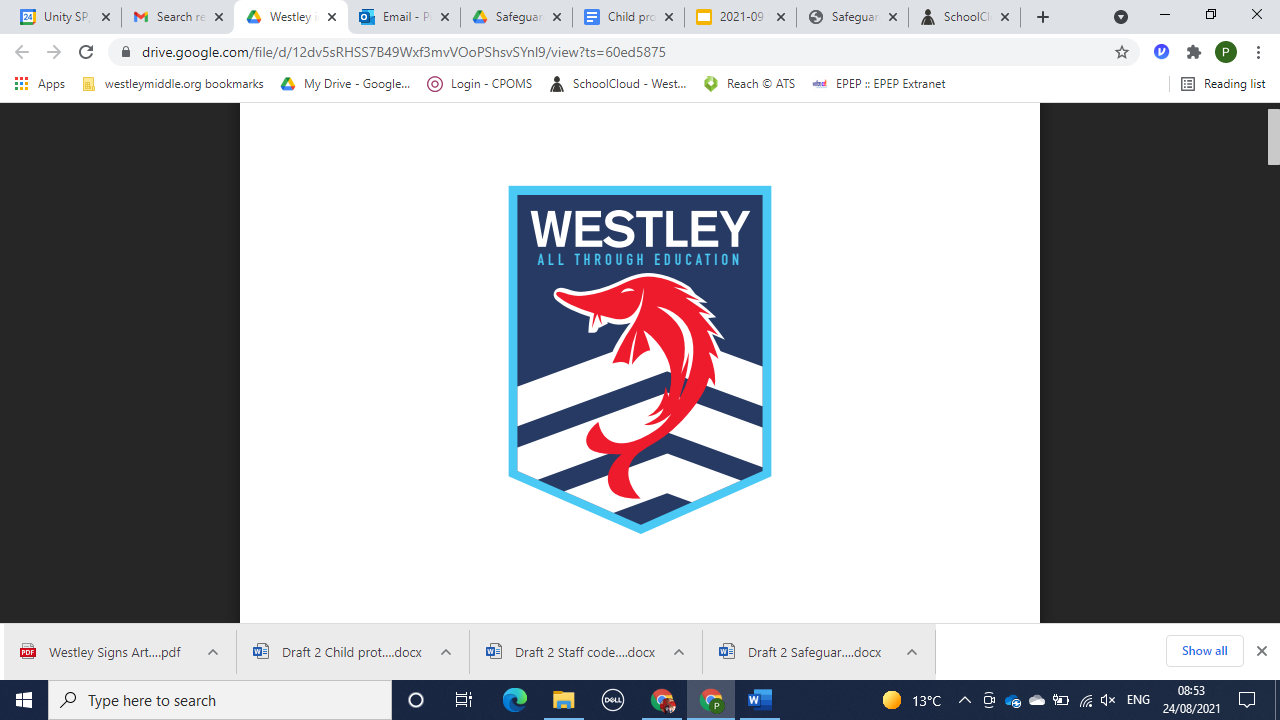 Unity SP
Search re
Westley i
Email - P
Safeguar
Child pro
2021-09
Safeguar
SchoolCl
drive.google.com/file/d/12dv5sRHSS7B49Wxf3mvVOoPShsvSYnI9/view?ts=60ed5875
P
Apps
westleymiddle.org bookmarks
My Drive - Google...
Login - CPOMS
SchoolCloud - West...
Reach © ATS
EPEP :: EPEP Extranet
Reading list
WESTLEY
ALL THROUGH EDUCATION
Westley Signs Art....pdf
Draft 2 Child prot....docx
Draft 2 Staff code....docx
Draft 2 Safeguar....docx
Show all
Type here to search
DELL
13°C
ENG
08:53
24/08/2021